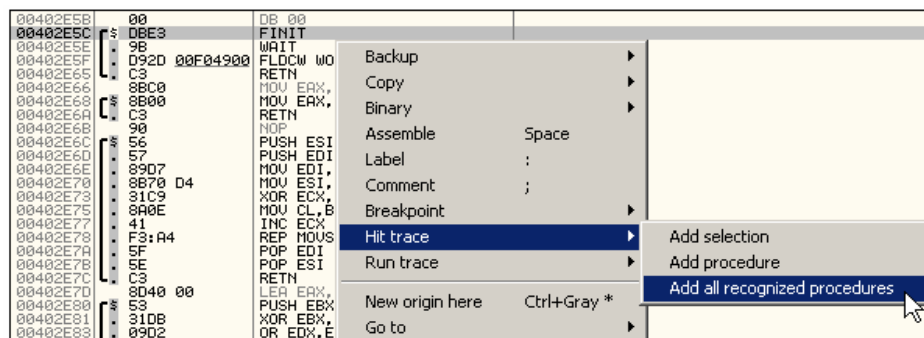 00402E5B 00 DB 00
00402E5C $ DBE3 FINIT
00402E5E . 9B WAIT
00402E5F . D92D 00F04900 FLDCW WO
00402E65 . C3 RETN
00402E66 8BC0 MOV EAX,
00402E68 $ 8B00 MOV EAX,
00402E6A . C3 RETN
00402E6B 90 NOP
00402E6C $ 56 PUSH ESI
00402E6D . 57 PUSH EDI
00402E6E . 89D7 MOV EDI,
00402E70 . 8B70 D4 MOV ESI,
00402E73 . 31C9 XOR ECX,
00402E75 . 8A0E MOV CL,B
00402E77 . 41 INC ECX
00402E78 . F3:A4 REP MOVS
00402E7A . 5F POP EDI
00402E7B . 5E POP ESI
00402E7C . C3 RETN
00402E7D 8D40 00 LEA EAX,
00402E80 $ 53 PUSH EBX
00402E81 . 31DB XOR EBX,
00402E83 . 09D2 OR EDX,E
Backup
Copy
Binary
Assemble Space
Label :
Comment ;
Breakpoint
Hit trace
Run trace
New origin here Ctrl+Gray *
Go to
Add selection
Add procedure
Add all recognized procedures